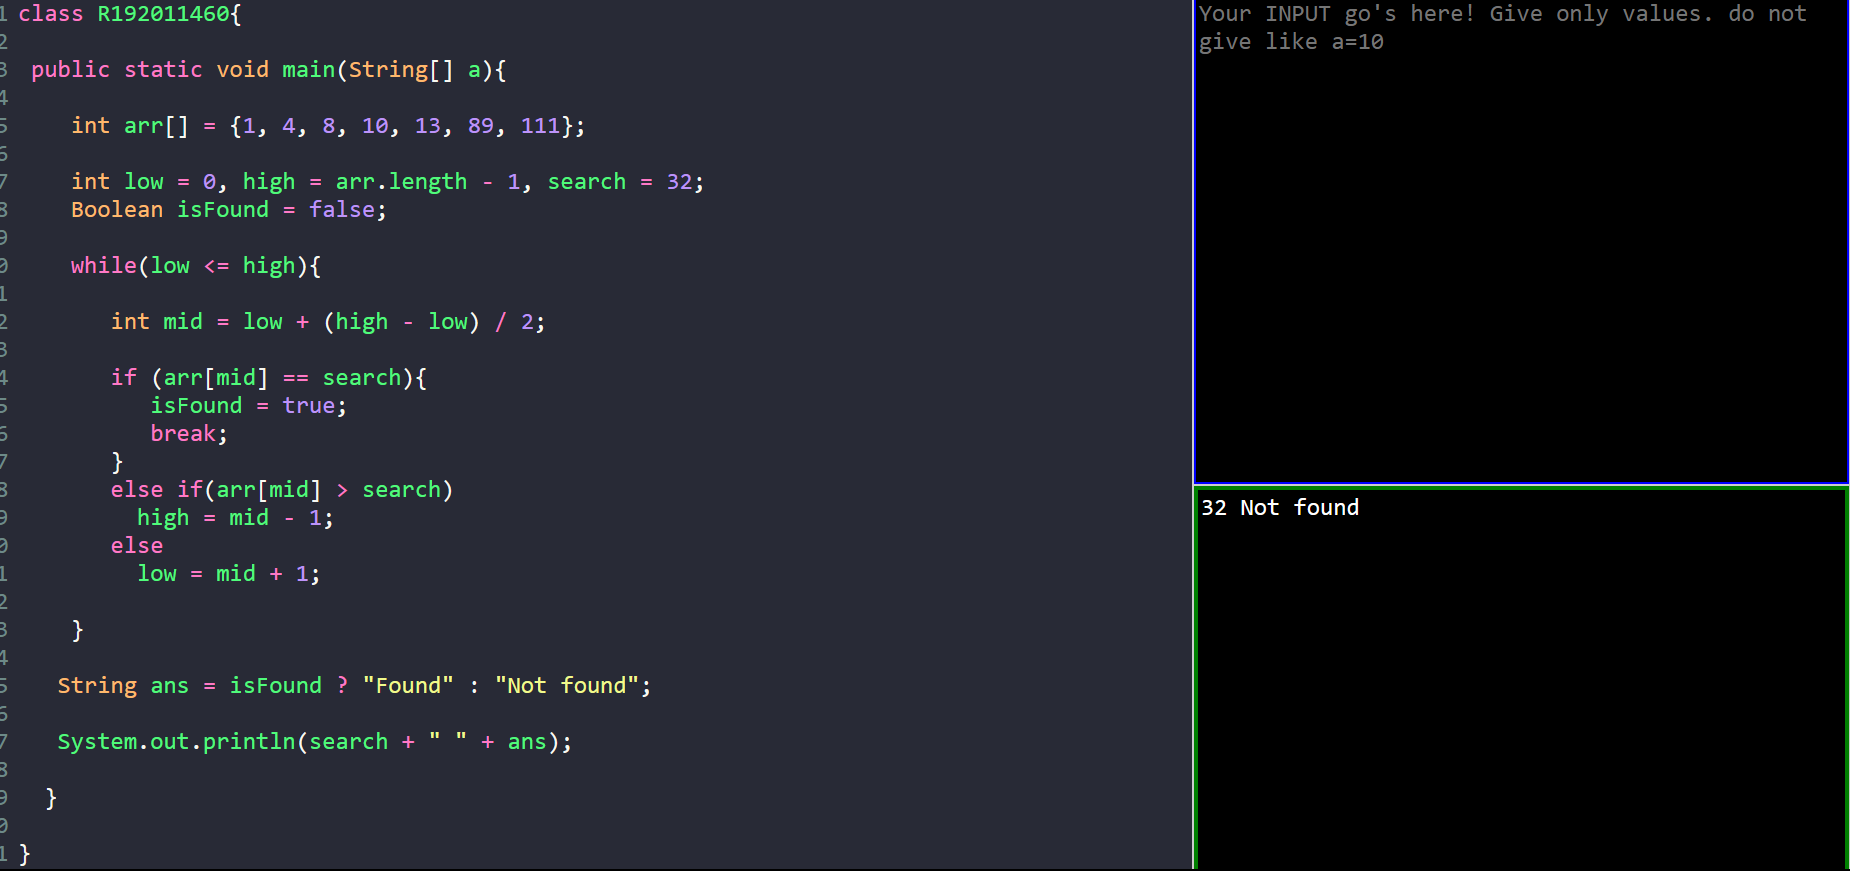 1 class R192011460{
2
3 public static void main(String[] a){
4
5 int arr[] = {1, 4, 8, 10, 13, 89, 111};
6
7 int low = 0, high = arr.length - 1, search = 32;
8 Boolean isFound = false;
9
0 while(low <= high){
1
2 int mid = low + (high - low) / 2;
3
4 if (arr[mid] == search){
5 isFound = true;
6 break;
7 }
8 else if(arr[mid] > search)
9 high = mid - 1;
0 else
1 low = mid + 1;
2
3 }
4
5 String ans = isFound ? "Found" : "Not found";
6
7 System.out.println(search + " " + ans);
8
9 }
0
1 }
Your INPUT go's here! Give only values. do not
give like a=10
32 Not found